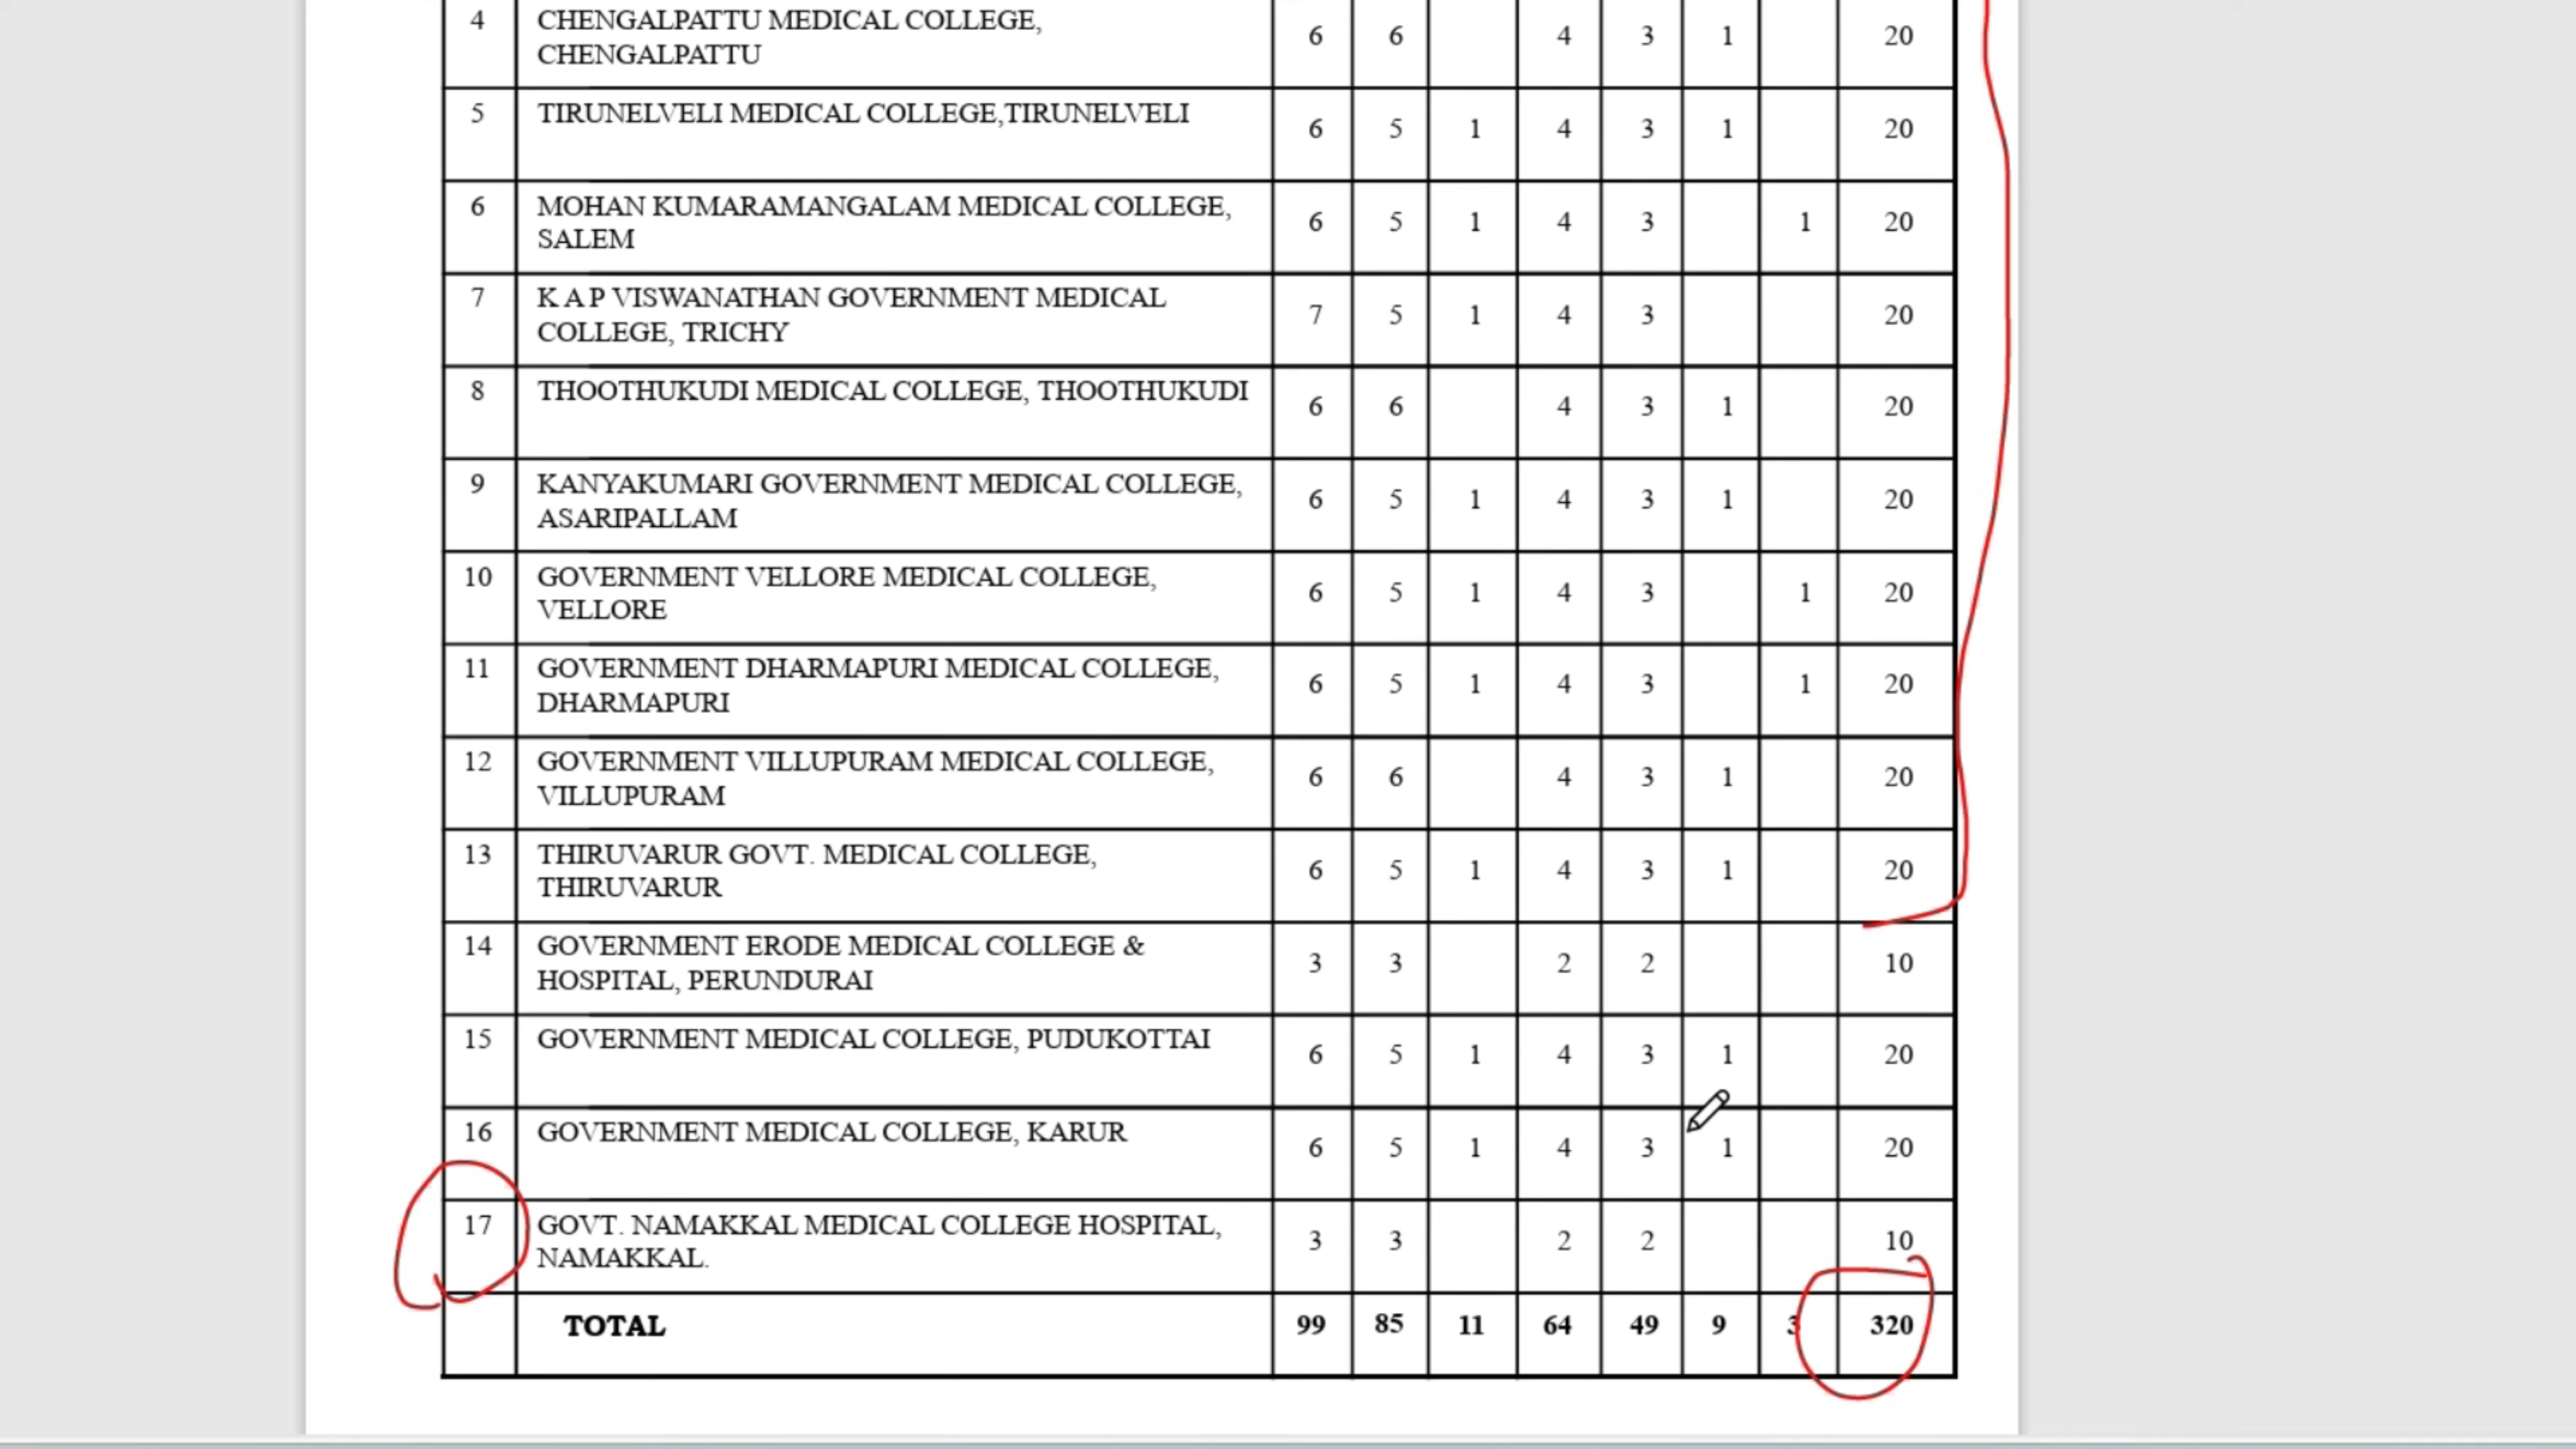 4 CHENGALPATTU MEDICAL COLLEGE, 6 6 4 3 1 20
CHENGALPATTU
5 TIRUNELVELI MEDICAL COLLEGE,TIRUNELVELI 6 5 1 4 3 1 20
6 MOHAN KUMARAMANGALAM MEDICAL COLLEGE, 6 5 1 4 3 1 20
SALEM
7 K A P VISWANATHAN GOVERNMENT MEDICAL 7 5 1 4 3 20
COLLEGE, TRICHY
8 THOOTHUKUDI MEDICAL COLLEGE, THOOTHUKUDI 6 6 4 3 1 20
9 KANYAKUMARI GOVERNMENT MEDICAL COLLEGE, 6 5 1 4 3 1 20
ASARIPALLAM
10 GOVERNMENT VELLORE MEDICAL COLLEGE, 6 5 1 4 3 1 20
VELLORE
11 GOVERNMENT DHARMAPURI MEDICAL COLLEGE, 6 5 1 4 3 1 20
DHARMAPURI
12 GOVERNMENT VILLUPURAM MEDICAL COLLEGE, 6 6 4 3 1 20
VILLUPURAM
13 THIRUVARUR GOVT. MEDICAL COLLEGE, 6 5 1 4 3 1 20
THIRUVARUR
14 GOVERNMENT ERODE MEDICAL COLLEGE & 3 3 2 2 10
HOSPITAL, PERUNDURAI
15 GOVERNMENT MEDICAL COLLEGE, PUDUKOTTAI 6 5 1 4 3 1 20
16 GOVERNMENT MEDICAL COLLEGE, KARUR 6 5 1 4 3 1 20
17 GOVT. NAMAKKAL MEDICAL COLLEGE HOSPITAL, 3 3 2 2 10
NAMAKKAL.
TOTAL 99 85 11 64 49 9 3 320